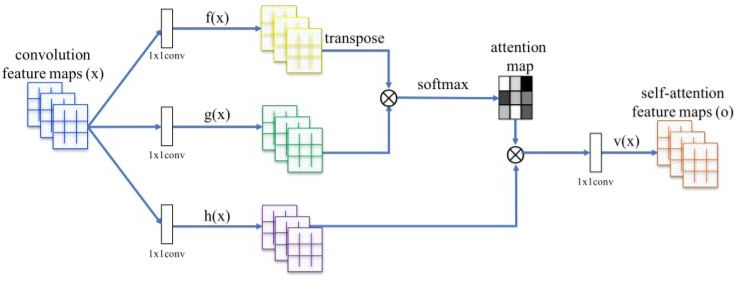 convolution
feature maps (x)
f(x)
1x1conv
transpose
g(x)
1x1conv
h(x)
1x1conv
softmax
attention
map
v(x)
1x1conv
self-attention
feature maps (o)